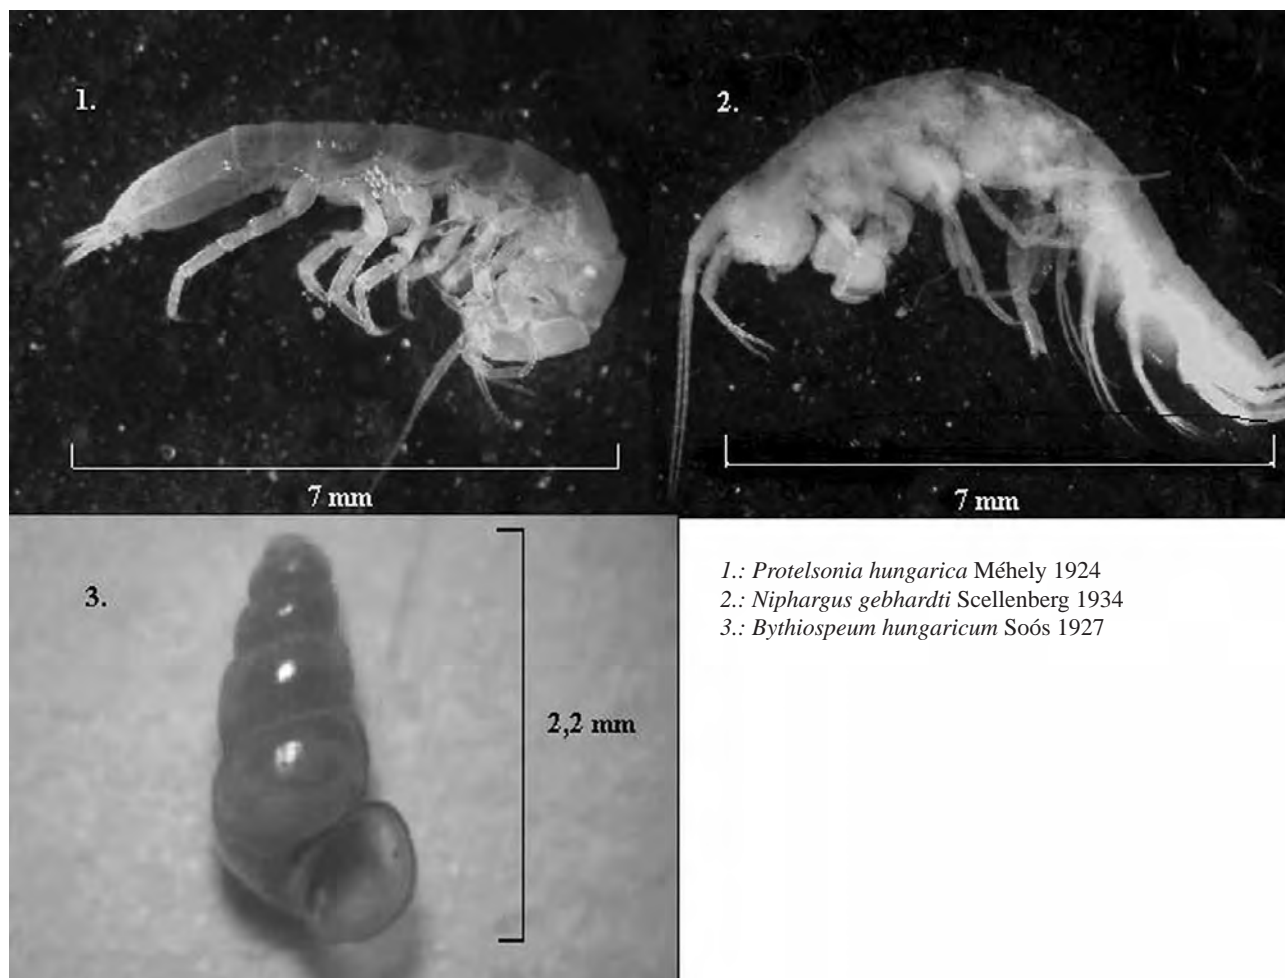 1.
2.
7 mm
7 mm
3.
2,2 mm
1.: Protelsonia hungarica Méhely 1924
2.: Niphargus gebhardti Scellenberg 1934
3.: Bythiospeum hungaricum Soós 1927